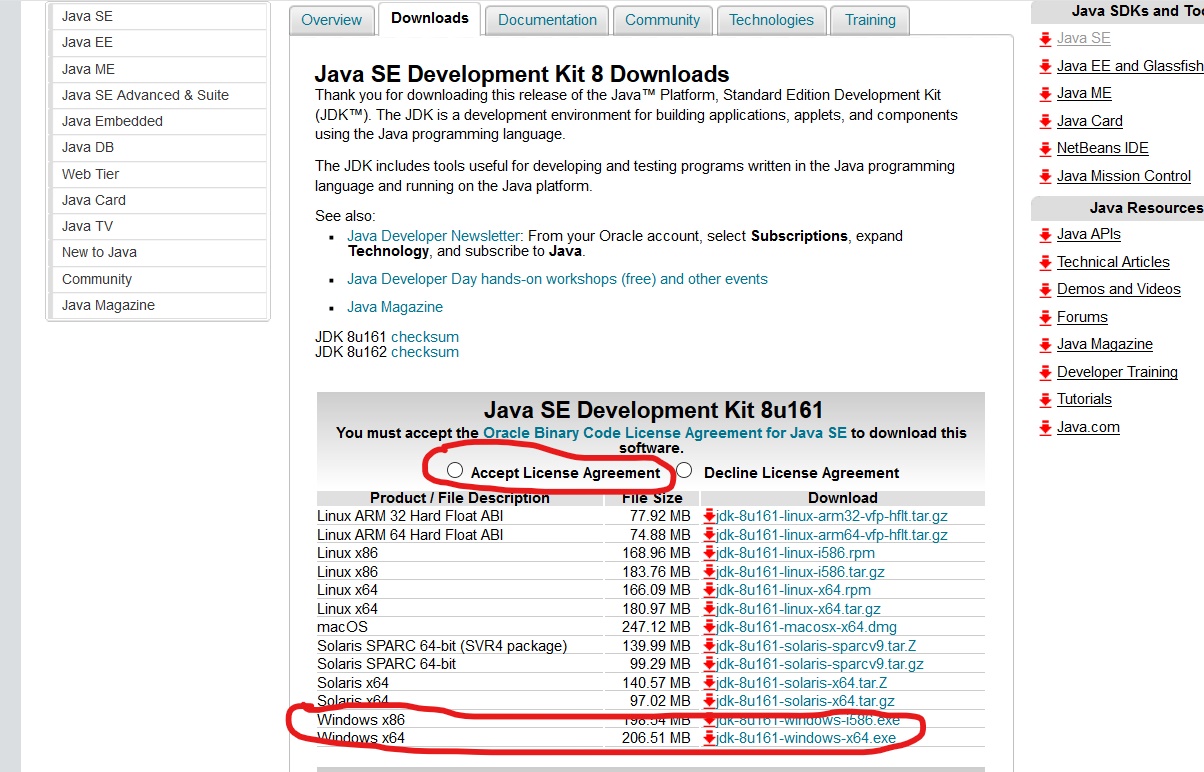 Java SE
Java EE
Java ME
Java SE Advanced & Suite
Java Embedded
Java DB
Web Tier
Java Card
Java TV
New to Java
Community
Java Magazine
Overview Downloads Documentation Community Technologies Training
Java SE Development Kit 8 Downloads
Thank you for downloading this release of the Java™ Platform, Standard Edition Development Kit
(JDK™). The JDK is a development environment for building applications, applets, and components
using the Java programming language.
The JDK includes tools useful for developing and testing programs written in the Java programming
language and running on the Java platform.
See also:
Java Developer Newsletter: From your Oracle account, select Subscriptions, expand
Technology, and subscribe to Java.
Java Developer Day hands-on workshops (free) and other events
Java Magazine
JDK 8u161 checksum
JDK 8u162 checksum
Java SE Development Kit 8u161
You must accept the Oracle Binary Code License Agreement for Java SE to download this
software.
Accept License Agreement Decline License Agreement
Product / File Description File Size Download
Linux ARM 32 Hard Float ABI 77.92 MB jdk-8u161-linux-arm32-vfp-hflt.tar.gz
Linux ARM 64 Hard Float ABI 74.88 MB jdk-8u161-linux-arm64-vfp-hflt.tar.gz
Linux x86 168.96 MB jdk-8u161-linux-i586.rpm
Linux x86 183.76 MB jdk-8u161-linux-i586.tar.gz
Linux x64 166.09 MB jdk-8u161-linux-x64.rpm
Linux x64 180.97 MB jdk-8u161-linux-x64.tar.gz
macOS 247.12 MB jdk-8u161-macosx-x64.dmg
Solaris SPARC 64-bit (SVR4 package) 139.99 MB jdk-8u161-solaris-sparcv9.tar.Z
Solaris SPARC 64-bit 99.29 MB jdk-8u161-solaris-sparcv9.tar.gz
Solaris x64 140.57 MB jdk-8u161-solaris-x64.tar.Z
Solaris x64 97.02 MB jdk-8u161-solaris-x64.tar.gz
Windows x86 198.54 MB jdk-8u161-windows-i586.exe
Windows x64 206.51 MB jdk-8u161-windows-x64.exe
Java SDKs and Too
Java SE
Java EE and Glassfish
Java ME
Java Card
NetBeans IDE
Java Mission Control
Java Resources
Java APIs
Technical Articles
Demos and Videos
Forums
Java Magazine
Developer Training
Tutorials
Java.com